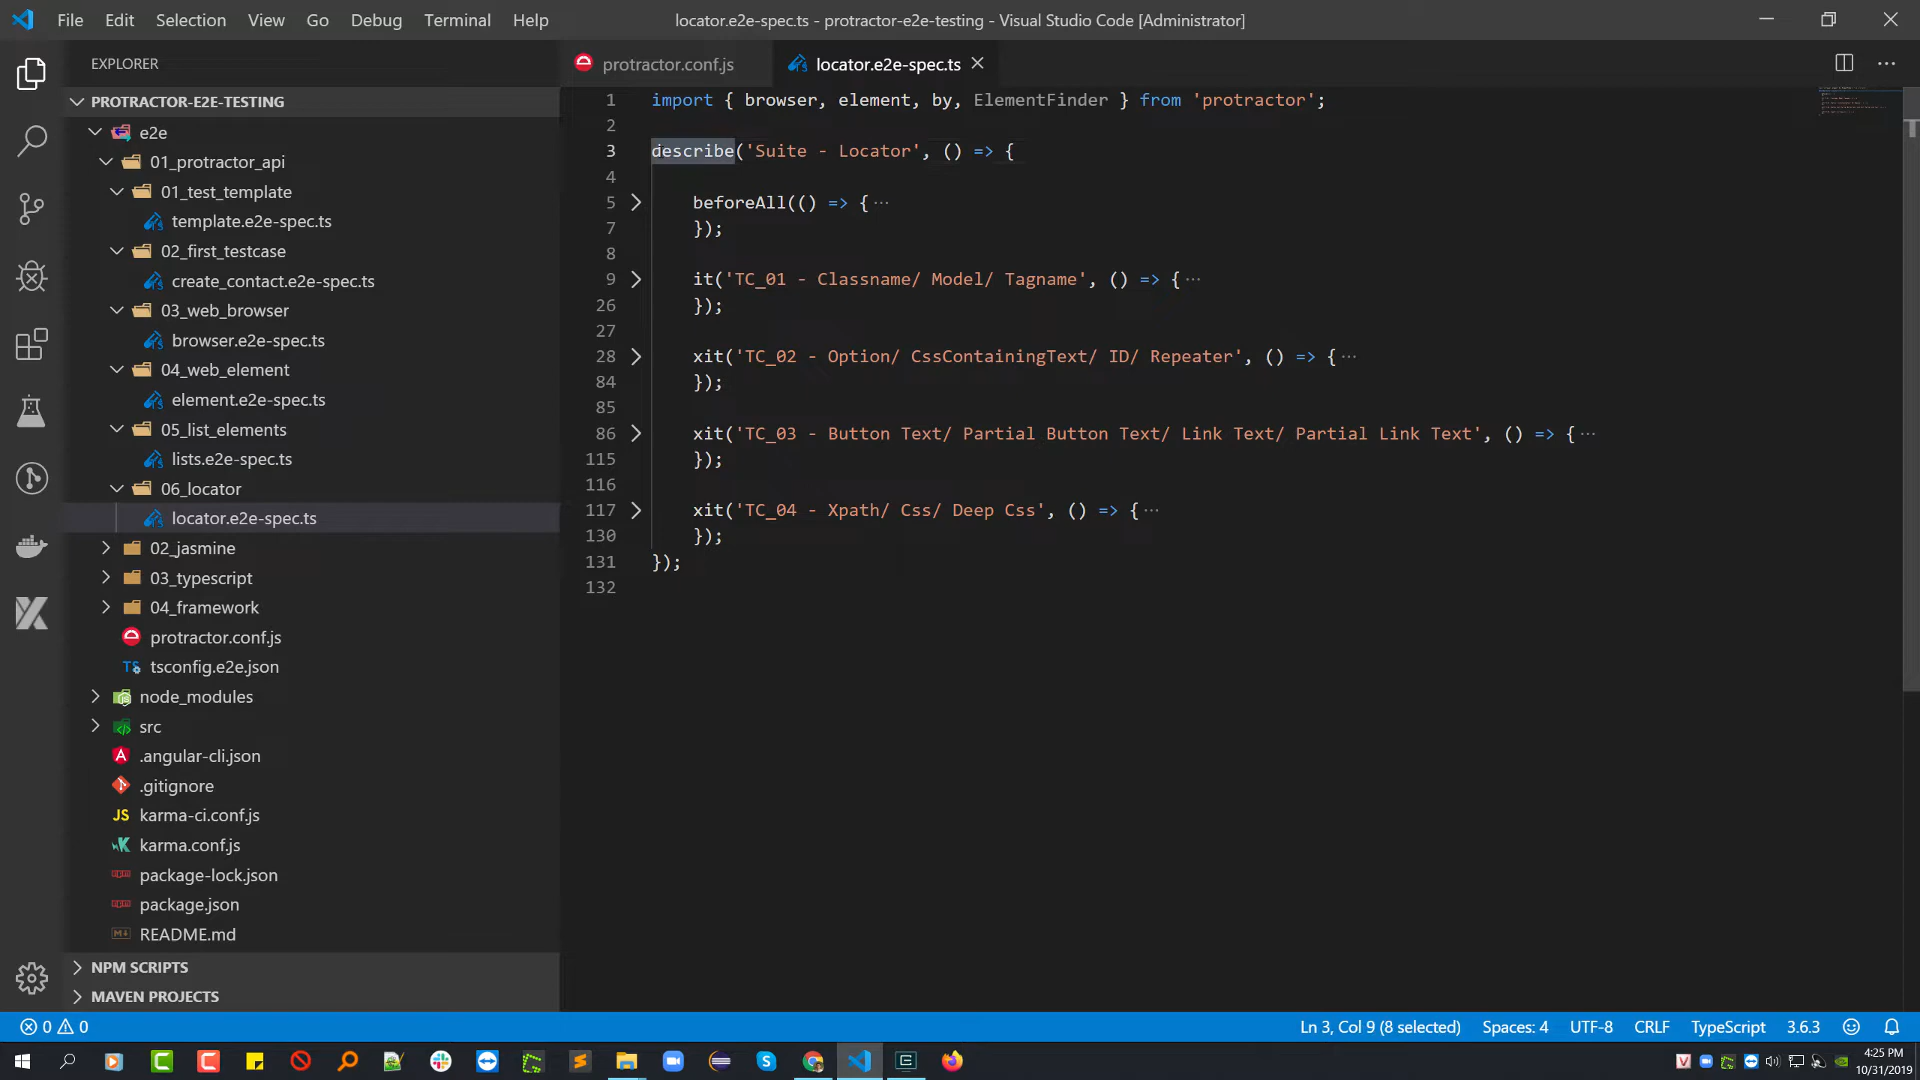 File Edit Selection View Go Debug Terminal Help
locator.e2e-spec.ts - protractor-e2e-testing - Visual Studio Code [Administrator]
EXPLORER
PROTRACTOR-E2E-TESTING
e2e
01_protractor_api
01_test_template
template.e2e-spec.ts
02_first_testcase
create_contact.e2e-spec.ts
03_web_browser
browser.e2e-spec.ts
04_web_element
element.e2e-spec.ts
05_list_elements
lists.e2e-spec.ts
06_locator
locator.e2e-spec.ts
02_jasmine
03_typescript
04_framework
protractor.conf.js
TS tsconfig.e2e.json
node_modules
src
.angular-cli.json
.gitignore
JS karma-ci.conf.js
karma.conf.js
package-lock.json
package.json
README.md
NPM SCRIPTS
MAVEN PROJECTS
protractor.conf.js
locator.e2e-spec.ts
1 import { browser, element, by, ElementFinder } from 'protractor';
2
3 describe('Suite - Locator', () => {
4
5 beforeAll(() => {···
7 });
8
9 it('TC_01 - Classname/ Model/ Tagname', () => {···
26 });
27
28 xit('TC_02 - Option/ CssContainingText/ ID/ Repeater', () => {···
84 });
85
86 xit('TC_03 - Button Text/ Partial Button Text/ Link Text/ Partial Link Text', () => {···
115 });
116
117 xit('TC_04 - Xpath/ Css/ Deep Css', () => {···
130 });
131 });
132
0 0
Ln 3, Col 9 (8 selected) Spaces: 4 UTF-8 CRLF TypeScript 3.6.3
4:25 PM
10/31/2019